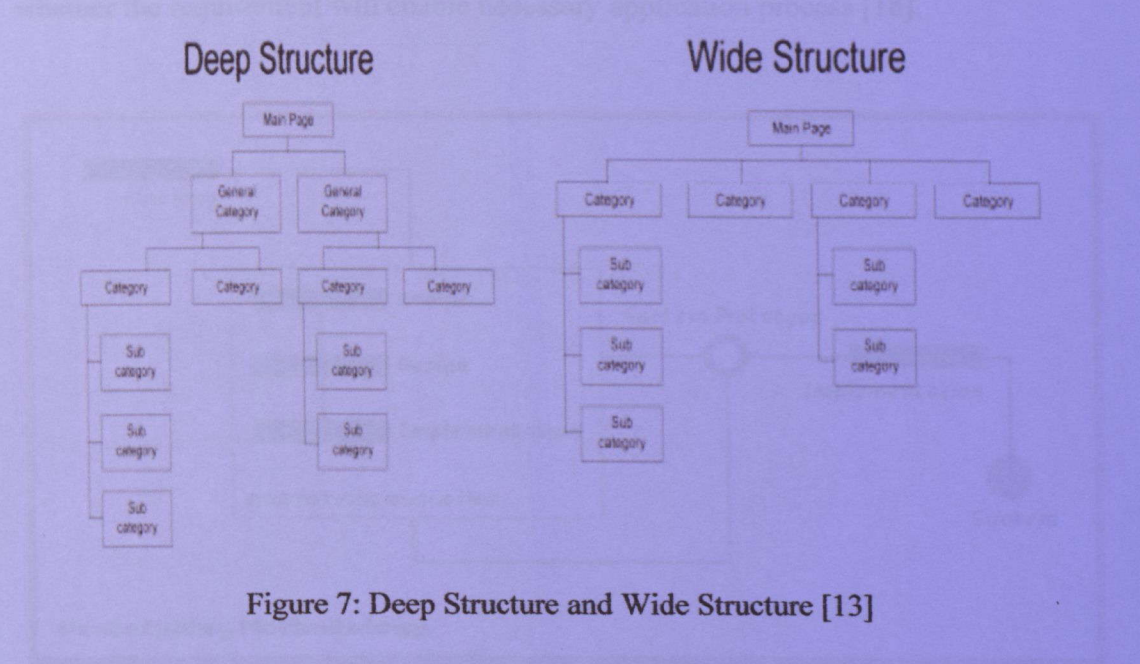 Deep Structure
Main Page
General
Category
General
Category
Category
Category
Category
Category
Sub
category
Sub
category
Sub
category
Sub
category
Sub
category
Wide Structure
Main Page
Category
Category
Category
Category
Sub
category
Sub
category
Sub
category
Sub
category
Sub
category
Figure 7: Deep Structure and Wide Structure [13]